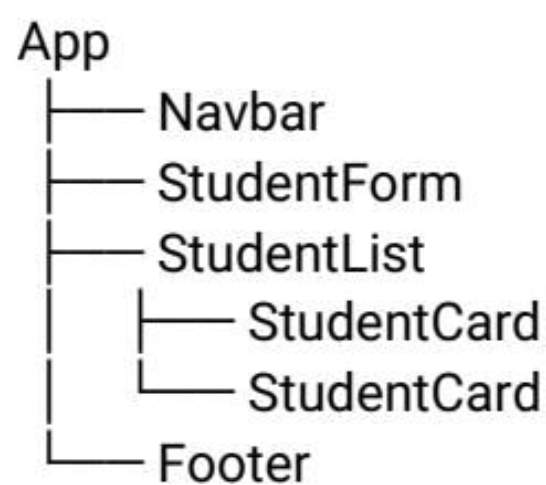 App
├── Navbar
├── StudentForm
├── StudentList
│   ├── StudentCard
│   └── StudentCard
└── Footer